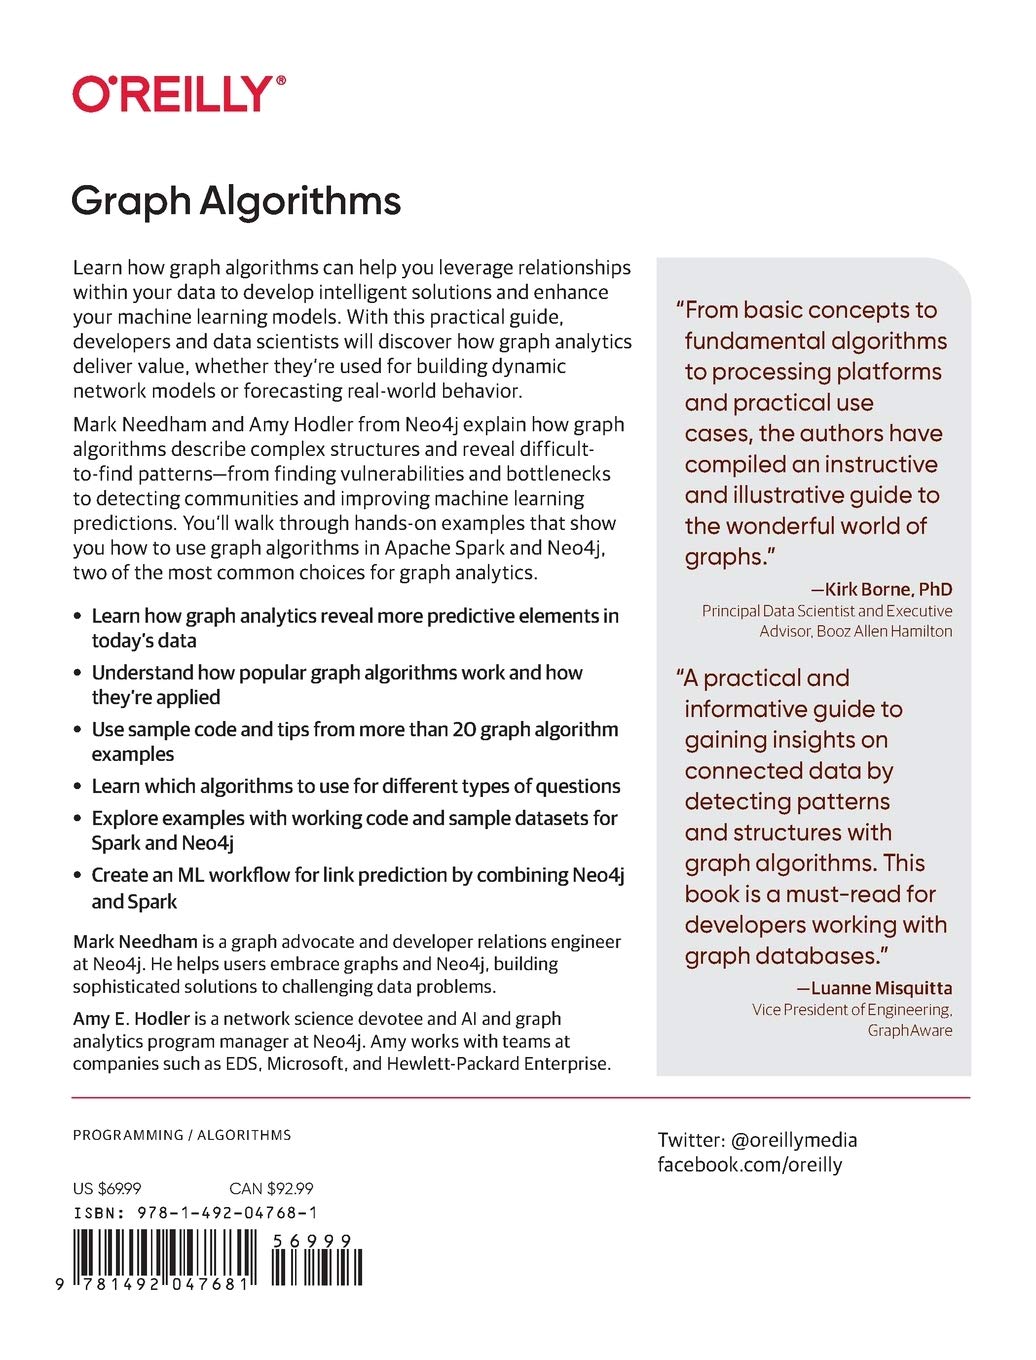 O'REILLY®
Graph Algorithms
Learn how graph algorithms can help you leverage relationships
within your data to develop intelligent solutions and enhance
your machine learning models. With this practical guide,
developers and data scientists will discover how graph analytics
deliver value, whether they're used for building dynamic
network models or forecasting real-world behavior.
Mark Needham and Amy Hodler from Neo4j explain how graph
algorithms describe complex structures and reveal difficult-
to-find patterns—from finding vulnerabilities and bottlenecks
to detecting communities and improving machine learning
predictions. You'll walk through hands-on examples that show
you how to use graph algorithms in Apache Spark and Neo4j,
two of the most common choices for graph analytics.
• Learn how graph analytics reveal more predictive elements in
today's data
• Understand how popular graph algorithms work and how
they're applied
• Use sample code and tips from more than 20 graph algorithm
examples
• Learn which algorithms to use for different types of questions
• Explore examples with working code and sample datasets for
Spark and Neo4j
• Create an ML workflow for link prediction by combining Neo4j
and Spark
Mark Needham is a graph advocate and developer relations engineer
at Neo4j. He helps users embrace graphs and Neo4j, building
sophisticated solutions to challenging data problems.
Amy E. Hodler is a network science devotee and AI and graph
analytics program manager at Neo4j. Amy works with teams at
companies such as EDS, Microsoft, and Hewlett-Packard Enterprise.
"From basic concepts to
fundamental algorithms
to processing platforms
and practical use
cases, the authors have
compiled an instructive
and illustrative guide to
the wonderful world of
graphs."
—Kirk Borne, PhD
Principal Data Scientist and Executive
Advisor, Booz Allen Hamilton
"A practical and
informative guide to
gaining insights on
connected data by
detecting patterns
and structures with
graph algorithms. This
book is a must-read for
developers working with
graph databases."
—Luanne Misquitta
Vice President of Engineering,
GraphAware
PROGRAMMING / ALGORITHMS
US $69.99 CAN $92.99
ISBN: 978-1-492-04768-1
56999
9 781492 047681
Twitter: @oreillymedia
facebook.com/oreilly